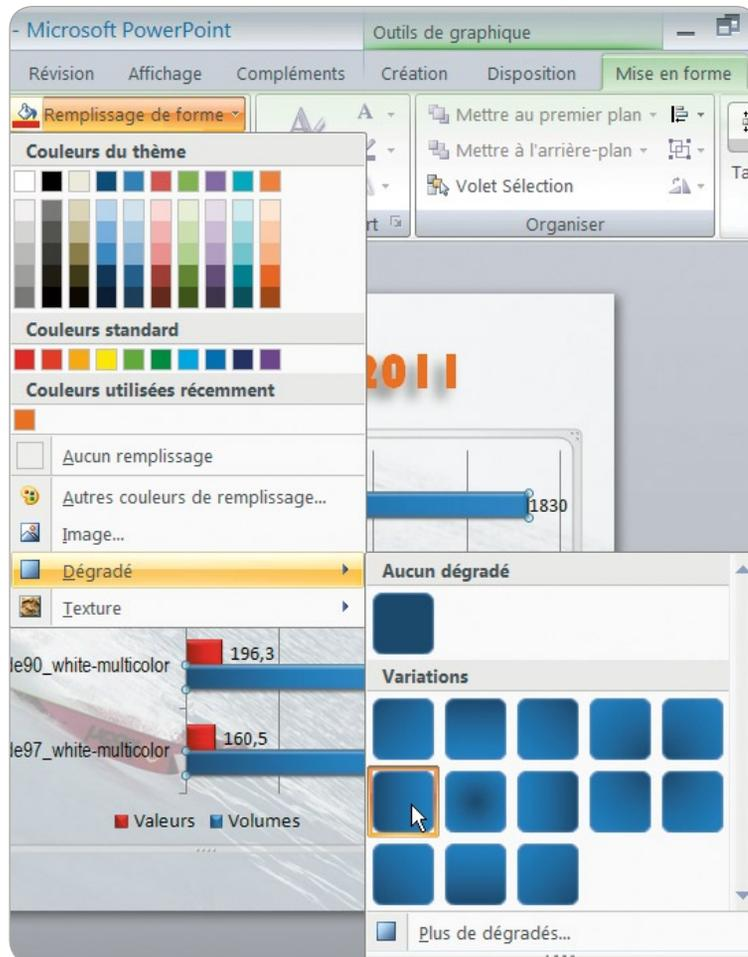 - Microsoft PowerPoint
Outils de graphique
Révision Affichage Compléments Création Disposition Mise en forme
Remplissage de forme
Mettre au premier plan
Mettre à l'arrière-plan
Volet Sélection
Organiser
Couleurs du thème
Couleurs standard
Couleurs utilisées récemment
Aucun remplissage
Autres couleurs de remplissage...
Image...
Dégradé
Texture
2011
1830
Aucun dégradé
Variations
Plus de dégradés...
de90_white-multicolor
196,3
de97_white-multicolor
160,5
Valeurs Volumes